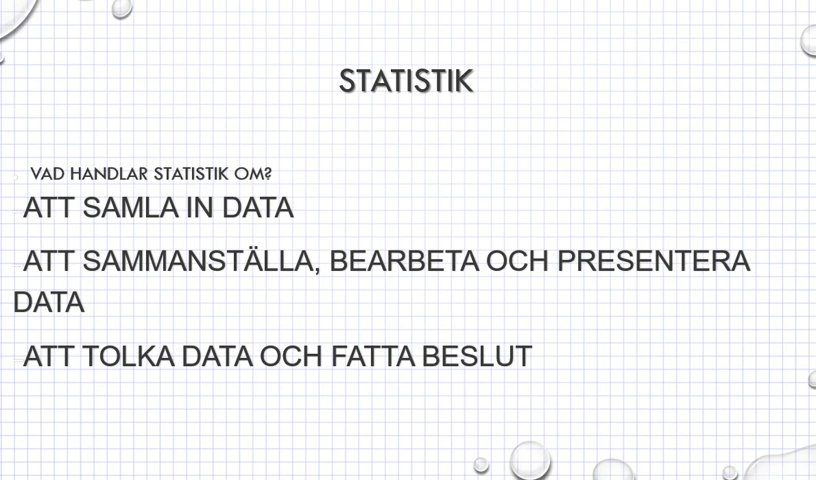 STATISTIK
VAD HANDLAR STATISTIK OM?
ATT SAMLA IN DATA
ATT SAMMANSTÄLLA, BEARBETA OCH PRESENTERA
DATA
ATT TOLKA DATA OCH FATTA BESLUT